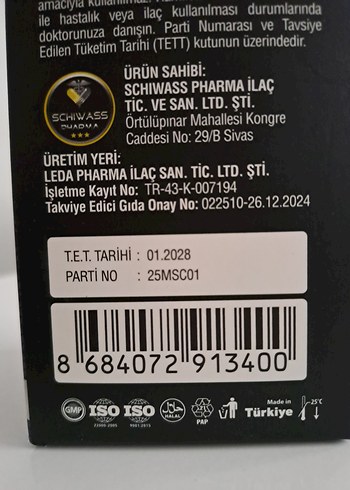 amacıyla kullanılmaz.
ile hastalık veya ilaç kullanılması durumlarında
doktorunuza danışın. Parti Numarası ve Tavsiye
Edilen Tüketim Tarihi (TETT) kutunun üzerindedir.
SCHIWASS
PHARMA
ÜRÜN SAHİBİ:
SCHIWASS PHARMA İLAÇ
TİC. VE SAN. LTD. ŞTİ.
Örtülüpınar Mahallesi Kongre
Caddesi No: 29/B Sivas
ÜRETİM YERİ:
LEDA PHARMA İLAÇ SAN. TİC. LTD. ŞTİ.
İşletme Kayıt No: TR-43-K-007194
Takviye Edici Gıda Onay No: 022510-26.12.2024
T.E.T. TARİHİ : 01.2028
PARTİ NO : 25MSC01
8 684072 913400
GMP ISO ISO HALAL PAP Made in Türkiye 25°C
22000-2005 9001-2015